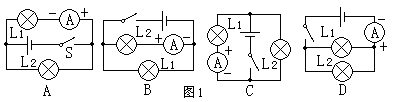 − A +
L₁
S
L₂
A
L₂ − A +
L₁
B
L₁
+
A
−
L₂
C
−
A
+
L₁
L₂
D
图1